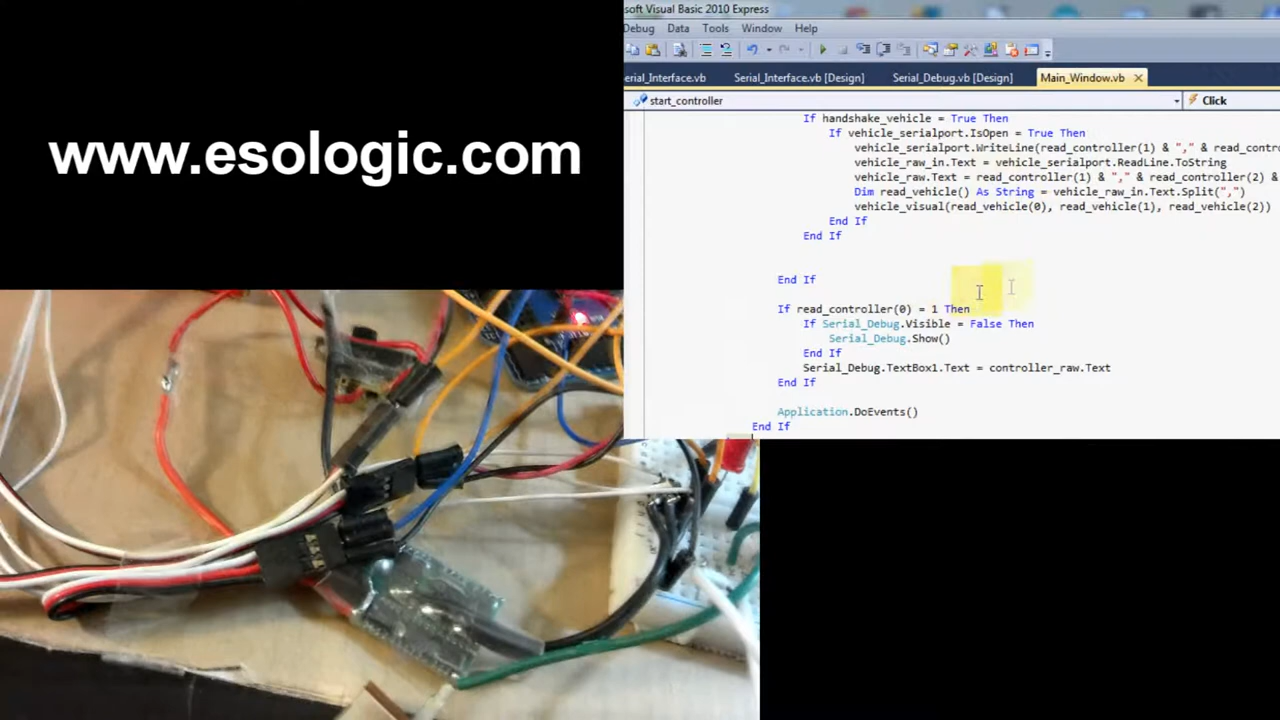 www.esologic.com
soft Visual Basic 2010 Express
Debug Data Tools Window Help
Serial_Interface.vb Serial_Interface.vb [Design] Serial_Debug.vb [Design] Main_Window.vb
start_controller Click
If handshake_vehicle = True Then
If vehicle_serialport.IsOpen = True Then
vehicle_serialport.WriteLine(read_controller(1) & "," & read_contro
vehicle_raw_in.Text = vehicle_serialport.ReadLine.ToString
vehicle_raw.Text = read_controller(1) & "," & read_controller(2) &
Dim read_vehicle() As String = vehicle_raw_in.Text.Split(",")
vehicle_visual(read_vehicle(0), read_vehicle(1), read_vehicle(2))
End If
End If
End If
If read_controller(0) = 1 Then
If Serial_Debug.Visible = False Then
Serial_Debug.Show()
End If
Serial_Debug.TextBox1.Text = controller_raw.Text
End If
Application.DoEvents()
End If